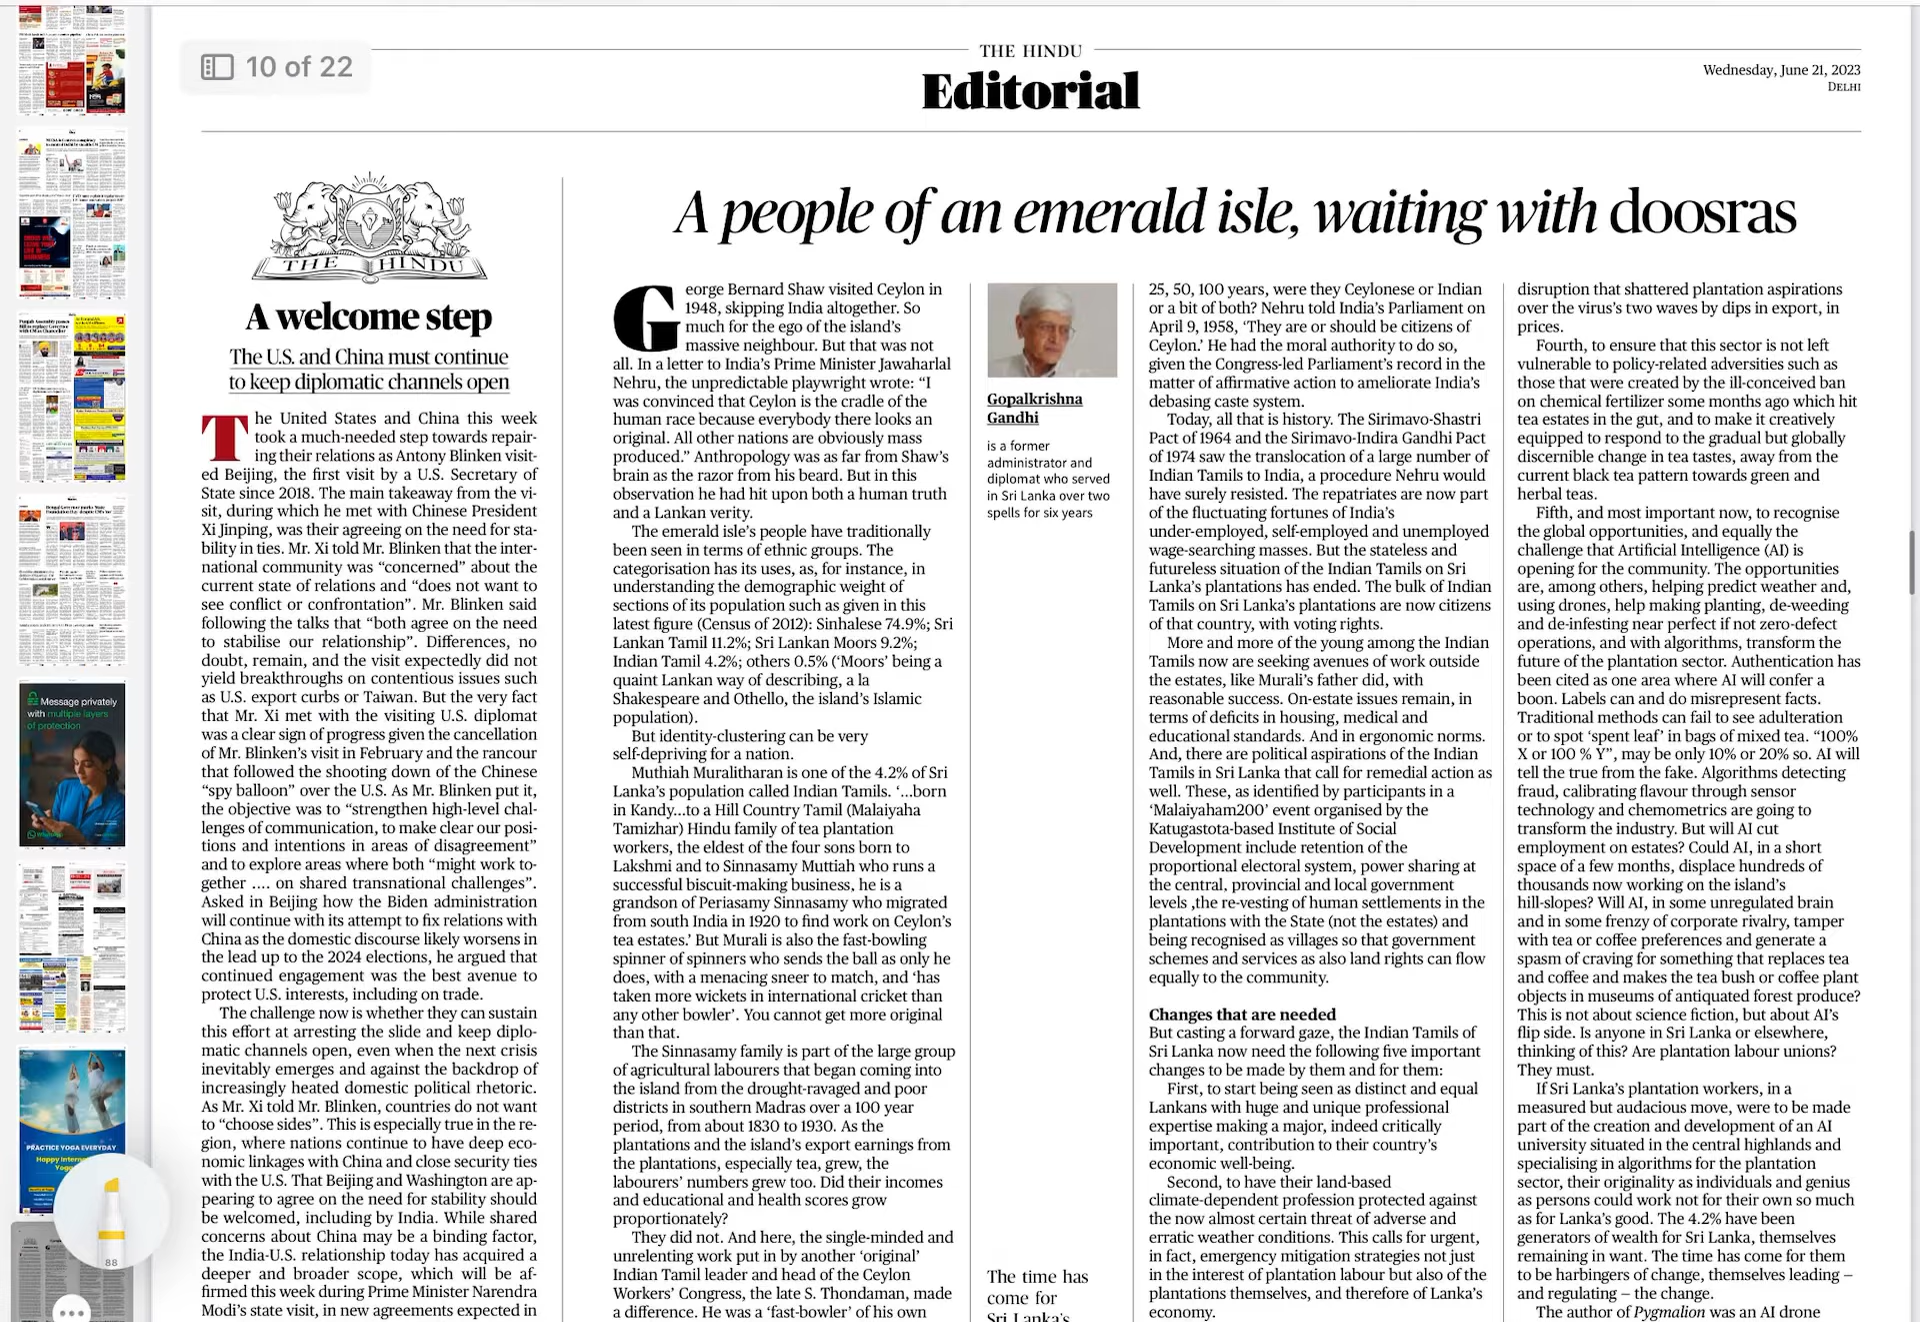 10 of 22
THE HINDU
Editorial
Wednesday, June 21, 2023
DELHI
THE HINDU
A welcome step
The U.S. and China must continue
to keep diplomatic channels open
The United States and China this week
took a much-needed step towards repair-
ing their relations as Antony Blinken visit-
ed Beijing, the first visit by a U.S. Secretary of
State since 2018. The main takeaway from the vi-
sit, during which he met with Chinese President
Xi Jinping, was their agreeing on the need for sta-
bility in ties. Mr. Xi told Mr. Blinken that the inter-
national community was “concerned” about the
current state of relations and “does not want to
see conflict or confrontation”. Mr. Blinken said
following the talks that “both agree on the need
to stabilise our relationship”. Differences, no
doubt, remain, and the visit expectedly did not
yield breakthroughs on contentious issues such
as U.S. export curbs or Taiwan. But the very fact
that Mr. Xi met with the visiting U.S. diplomat
was a clear sign of progress given the cancellation
of Mr. Blinken’s visit in February and the rancour
that followed the shooting down of the Chinese
“spy balloon” over the U.S. As Mr. Blinken put it,
the objective was to “strengthen high-level chal-
lenges of communication, to make clear our posi-
tions and intentions in areas of disagreement”
and to explore areas where both “might work to-
gether .... on shared transnational challenges”.
Asked in Beijing how the Biden administration
will continue with its attempt to fix relations with
China as the domestic discourse likely worsens in
the lead up to the 2024 elections, he argued that
continued engagement was the best avenue to
protect U.S. interests, including on trade.
The challenge now is whether they can sustain
this effort at arresting the slide and keep diplo-
matic channels open, even when the next crisis
inevitably emerges and against the backdrop of
increasingly heated domestic political rhetoric.
As Mr. Xi told Mr. Blinken, countries do not want
to “choose sides”. This is especially true in the re-
gion, where nations continue to have deep eco-
nomic linkages with China and close security ties
with the U.S. That Beijing and Washington are ap-
pearing to agree on the need for stability should
be welcomed, including by India. While shared
concerns about China may be a binding factor,
the India-U.S. relationship today has acquired a
deeper and broader scope, which will be af-
firmed this week during Prime Minister Narendra
Modi’s state visit, in new agreements expected in
A people of an emerald isle, waiting with doosras
George Bernard Shaw visited Ceylon in
1948, skipping India altogether. So
much for the ego of the island’s
massive neighbour. But that was not
all. In a letter to India’s Prime Minister Jawaharlal
Nehru, the unpredictable playwright wrote: “I
was convinced that Ceylon is the cradle of the
human race because everybody there looks an
original. All other nations are obviously mass
produced.” Anthropology was as far from Shaw’s
brain as the razor from his beard. But in this
observation he had hit upon both a human truth
and a Lankan verity.
The emerald isle’s people have traditionally
been seen in terms of ethnic groups. The
categorisation has its uses, as, for instance, in
understanding the demographic weight of
sections of its population such as given in this
latest figure (Census of 2012): Sinhalese 74.9%; Sri
Lankan Tamil 11.2%; Sri Lankan Moors 9.2%;
Indian Tamil 4.2%; others 0.5% (‘Moors’ being a
quaint Lankan way of describing, a la
Shakespeare and Othello, the island’s Islamic
population).
But identity-clustering can be very
self-depriving for a nation.
Muthiah Muralitharan is one of the 4.2% of Sri
Lanka’s population called Indian Tamils. ‘...born
in Kandy...to a Hill Country Tamil (Malaiyaha
Tamizhar) Hindu family of tea plantation
workers, the eldest of the four sons born to
Lakshmi and to Sinnasamy Muttiah who runs a
successful biscuit-making business, he is a
grandson of Periasamy Sinnasamy who migrated
from south India in 1920 to find work on Ceylon’s
tea estates.’ But Murali is also the fast-bowling
spinner of spinners who sends the ball as only he
does, with a menacing sneer to match, and ‘has
taken more wickets in international cricket than
any other bowler’. You cannot get more original
than that.
The Sinnasamy family is part of the large group
of agricultural labourers that began coming into
the island from the drought-ravaged and poor
districts in southern Madras over a 100 year
period, from about 1830 to 1930. As the
plantations and the island’s export earnings from
the plantations, especially tea, grew, the
labourers’ numbers grew too. Did their incomes
and educational and health scores grow
proportionately?
They did not. And here, the single-minded and
unrelenting work put in by another ‘original’
Indian Tamil leader and head of the Ceylon
Workers’ Congress, the late S. Thondaman, made
a difference. He was a ‘fast-bowler’ of his own
Gopalkrishna
Gandhi
is a former
administrator and
diplomat who served
in Sri Lanka over two
spells for six years
The time has
come for
Sri Lanka’s
25, 50, 100 years, were they Ceylonese or Indian
or a bit of both? Nehru told India’s Parliament on
April 9, 1958, ‘They are or should be citizens of
Ceylon.’ He had the moral authority to do so,
given the Congress-led Parliament’s record in the
matter of affirmative action to ameliorate India’s
debasing caste system.
Today, all that is history. The Sirimavo-Shastri
Pact of 1964 and the Sirimavo-Indira Gandhi Pact
of 1974 saw the translocation of a large number of
Indian Tamils to India, a procedure Nehru would
have surely resisted. The repatriates are now part
of the fluctuating fortunes of India’s
under-employed, self-employed and unemployed
wage-searching masses. But the stateless and
futureless situation of the Indian Tamils on Sri
Lanka’s plantations has ended. The bulk of Indian
Tamils on Sri Lanka’s plantations are now citizens
of that country, with voting rights.
More and more of the young among the Indian
Tamils now are seeking avenues of work outside
the estates, like Murali’s father did, with
reasonable success. On-estate issues remain, in
terms of deficits in housing, medical and
educational standards. And in ergonomic norms.
And, there are political aspirations of the Indian
Tamils in Sri Lanka that call for remedial action as
well. These, as identified by participants in a
‘Malaiyaham200’ event organised by the
Katugastota-based Institute of Social
Development include retention of the
proportional electoral system, power sharing at
the central, provincial and local government
levels ,the re-vesting of human settlements in the
plantations with the State (not the estates) and
being recognised as villages so that government
schemes and services as also land rights can flow
equally to the community.
Changes that are needed
But casting a forward gaze, the Indian Tamils of
Sri Lanka now need the following five important
changes to be made by them and for them:
First, to start being seen as distinct and equal
Lankans with huge and unique professional
expertise making a major, indeed critically
important, contribution to their country’s
economic well-being.
Second, to have their land-based
climate-dependent profession protected against
the now almost certain threat of adverse and
erratic weather conditions. This calls for urgent,
in fact, emergency mitigation strategies not just
in the interest of plantation labour but also of the
plantations themselves, and therefore of Lanka’s
economy.
disruption that shattered plantation aspirations
over the virus’s two waves by dips in export, in
prices.
Fourth, to ensure that this sector is not left
vulnerable to policy-related adversities such as
those that were created by the ill-conceived ban
on chemical fertilizer some months ago which hit
tea estates in the gut, and to make it creatively
equipped to respond to the gradual but globally
discernible change in tea tastes, away from the
current black tea pattern towards green and
herbal teas.
Fifth, and most important now, to recognise
the global opportunities, and equally the
challenge that Artificial Intelligence (AI) is
opening for the community. The opportunities
are, among others, helping predict weather and,
using drones, help making planting, de-weeding
and de-infesting near perfect if not zero-defect
operations, and with algorithms, transform the
future of the plantation sector. Authentication has
been cited as one area where AI will confer a
boon. Labels can and do misrepresent facts.
Traditional methods can fail to see adulteration
or to spot ‘spent leaf’ in bags of mixed tea. “100%
X or 100 % Y”, may be only 10% or 20% so. AI will
tell the true from the fake. Algorithms detecting
fraud, calibrating flavour through sensor
technology and chemometrics are going to
transform the industry. But will AI cut
employment on estates? Could AI, in a short
space of a few months, displace hundreds of
thousands now working on the island’s
hill-slopes? Will AI, in some unregulated brain
and in some frenzy of corporate rivalry, tamper
with tea or coffee preferences and generate a
spasm of craving for something that replaces tea
and coffee and makes the tea bush or coffee plant
objects in museums of antiquated forest produce?
This is not about science fiction, but about AI’s
flip side. Is anyone in Sri Lanka or elsewhere,
thinking of this? Are plantation labour unions?
They must.
If Sri Lanka’s plantation workers, in a
measured but audacious move, were to be made
part of the creation and development of an AI
university situated in the central highlands and
specialising in algorithms for the plantation
sector, their originality as individuals and genius
as persons could work not for their own so much
as for Lanka’s good. The 4.2% have been
generators of wealth for Sri Lanka, themselves
remaining in want. The time has come for them
to be harbingers of change, themselves leading –
and regulating – the change.
The author of Pygmalion was an AI drone
Message privately
with multiple layers
of protection
WhatsApp
PRACTICE YOGA EVERYDAY
88